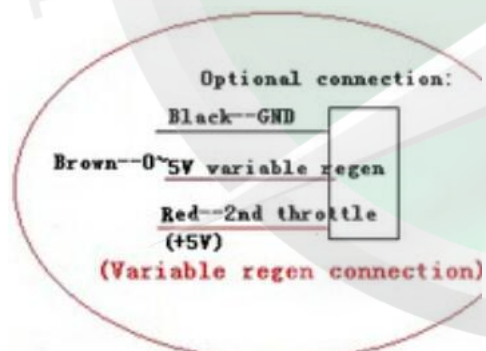 Optional connection:
Black--GND
Brown--0~5V variable regen
Red--2nd throttle
(+5V)
(Variable regen connection)